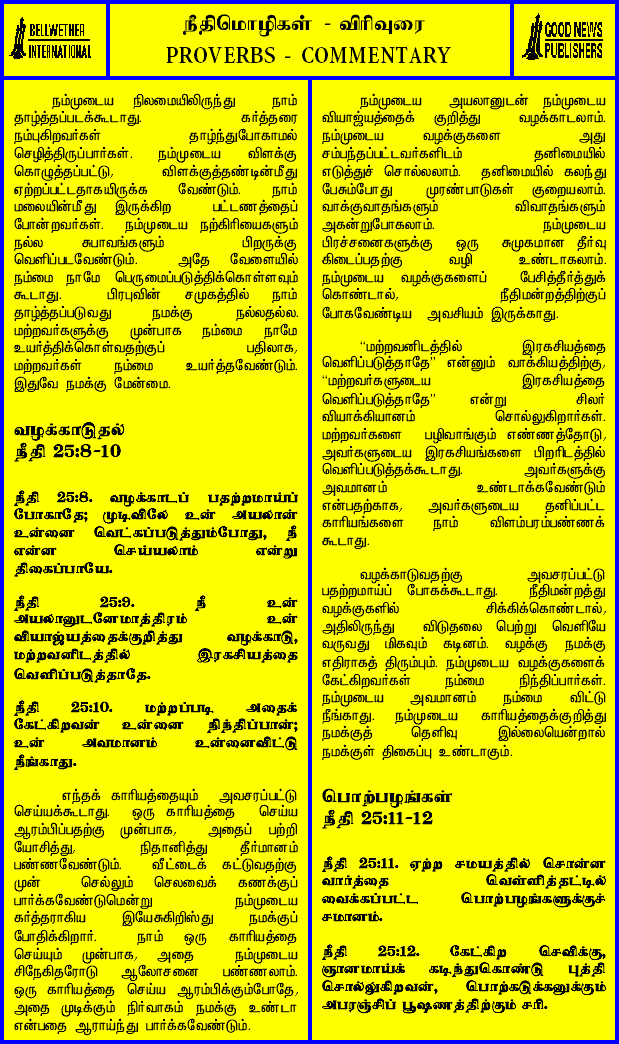 BELLWETHER
INTERNATIONAL
நீதிமொழிகள் - விரிவுரை
PROVERBS - COMMENTARY
GOOD NEWS
PUBLISHERS
நம்முடைய நிலமையிலிருந்து நாம்
தாழ்த்தப்படக்கூடாது. கர்த்தரை
நம்புகிறவர்கள் தாழ்ந்துபோகாமல்
செழித்திருப்பார்கள். நம்முடைய விளக்கு
கொழுத்தப்பட்டு, விளக்குத்தண்டின்மீது
ஏற்றப்பட்டதாகயிருக்க வேண்டும். நாம்
மலையின்மீது இருக்கிற பட்டணத்தைப்
போன்றவர்கள். நம்முடைய நற்கிரியைகளும்
நல்ல சுபாவங்களும் பிறருக்கு
வெளிப்படவேண்டும். அதே வேளையில்
நம்மை நாமே பெருமைப்படுத்திக்கொள்ளவும்
கூடாது. பிரபுவின் சமுகத்தில் நாம்
தாழ்த்தப்படுவது நமக்கு நல்லதல்ல.
மற்றவர்களுக்கு முன்பாக நம்மை நாமே
உயர்த்திக்கொள்வதற்குப் பதிலாக,
மற்றவர்கள் நம்மை உயர்த்தவேண்டும்.
இதுவே நமக்கு மேன்மை.
வழக்காடுதல்
நீதி 25:8-10
நீதி 25:8. வழக்காடப் பதற்றமாய்ப்
போகாதே; முடிவிலே உன் அயலான்
உன்னை வெட்கப்படுத்தும்போது, நீ
என்ன செய்யலாம் என்று
திகைப்பாயே.
நீதி 25:9. நீ உன்
அயலானுடனேமாத்திரம் உன்
வியாஜ்யத்தைக்குறித்து வழக்காடு,
மற்றவனிடத்தில் இரகசியத்தை
வெளிப்படுத்தாதே.
நீதி 25:10. மற்றப்படி அதைக்
கேட்கிறவன் உன்னை நிந்திப்பான்;
உன் அவமானம் உன்னைவிட்டு
நீங்காது.
எந்தக் காரியத்தையும் அவசரப்பட்டு
செய்யக்கூடாது. ஒரு காரியத்தை செய்ய
ஆரம்பிப்பதற்கு முன்பாக, அதைப் பற்றி
யோசித்து, நிதானித்து தீர்மானம்
பண்ணவேண்டும். வீட்டைக் கட்டுவதற்கு
முன் செல்லும் செலவைக் கணக்குப்
பார்க்கவேண்டுமென்று நம்முடைய
கர்த்தராகிய இயேசுகிறிஸ்து நமக்குப்
போதிக்கிறார். நாம் ஒரு காரியத்தை
செய்யும் முன்பாக, அதை நம்முடைய
சிநேகிதரோடு ஆலோசனை பண்ணலாம்.
ஒரு காரியத்தை செய்ய ஆரம்பிக்கும்போதே,
அதை முடிக்கும் நிர்வாகம் நமக்கு உண்டா
என்பதை ஆராய்ந்து பார்க்கவேண்டும்.
நம்முடைய அயலானுடன் நம்முடைய
வியாஜ்யத்தைக் குறித்து வழக்காடலாம்.
நம்முடைய வழக்குகளை அது
சம்பந்தப்பட்டவர்களிடம் தனிமையில்
எடுத்துச் சொல்லலாம். தனிமையில் கலந்து
பேசும்போது முரண்பாடுகள் குறையலாம்.
வாக்குவாதங்களும் விவாதங்களும்
அகன்றுபோகலாம். நம்முடைய
பிரச்சனைகளுக்கு ஒரு சுமுகமான தீர்வு
கிடைப்பதற்கு வழி உண்டாகலாம்.
நம்முடைய வழக்குகளைப் பேசித்தீர்த்துக்
கொண்டால், நீதிமன்றத்திற்குப்
போகவேண்டிய அவசியம் இருக்காது.
“மற்றவனிடத்தில் இரகசியத்தை
வெளிப்படுத்தாதே” என்னும் வாக்கியத்திற்கு,
“மற்றவர்களுடைய இரகசியத்தை
வெளிப்படுத்தாதே” என்று சிலர்
வியாக்கியானம் சொல்லுகிறார்கள்.
மற்றவர்களை பழிவாங்கும் எண்ணத்தோடு,
அவர்களுடைய இரகசியங்களை பிறரிடத்தில்
வெளிப்படுத்தக்கூடாது. அவர்களுக்கு
அவமானம் உண்டாக்கவேண்டும்
என்பதற்காக, அவர்களுடைய தனிப்பட்ட
காரியங்களை நாம் விளம்பரம்பண்ணக்
கூடாது.
வழக்காடுவதற்கு அவசரப்பட்டு
பதற்றமாய்ப் போகக்கூடாது. நீதிமன்றத்து
வழக்குகளில் சிக்கிக்கொண்டால்,
அதிலிருந்து விடுதலை பெற்று வெளியே
வருவது மிகவும் கடினம். வழக்கு நமக்கு
எதிராகத் திரும்பும். நம்முடைய வழக்குகளைக்
கேட்கிறவர்கள் நம்மை நிந்திப்பார்கள்.
நம்முடைய அவமானம் நம்மை விட்டு
நீங்காது. நம்முடைய காரியத்தைக்குறித்து
நமக்குத் தெளிவு இல்லையென்றால்
நமக்குள் திகைப்பு உண்டாகும்.
பொற்பழங்கள்
நீதி 25:11-12
நீதி 25:11. ஏற்ற சமயத்தில் சொன்ன
வார்த்தை வெள்ளித்தட்டில்
வைக்கப்பட்ட பொற்பழங்களுக்குச்
சமானம்.
நீதி 25:12. கேட்கிற செவிக்கு,
ஞானமாய்க் கடிந்துகொண்டு புத்தி
சொல்லுகிறவன், பொற்கடுக்கனுக்கும்
அபரஞ்சிப் பூஷணத்திற்கும் சரி.